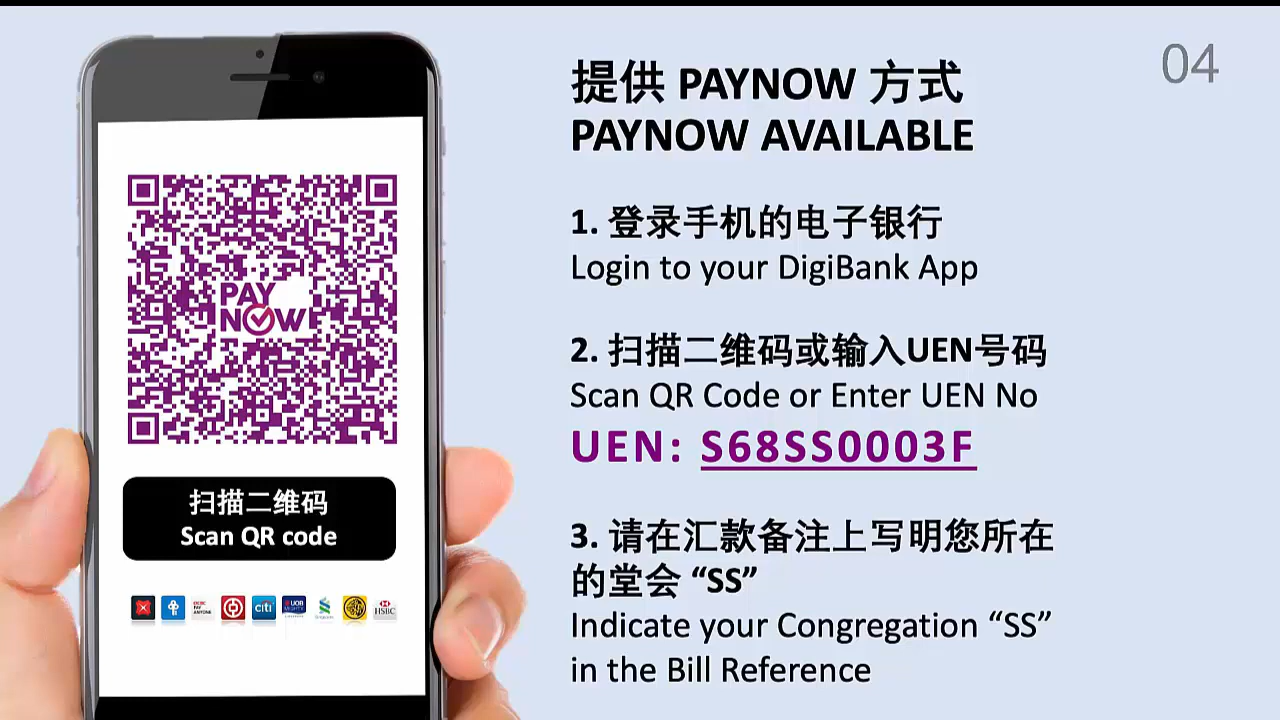 04
提供 PAYNOW 方式
PAYNOW AVAILABLE
1. 登录手机的电子银行
Login to your DigiBank App
2. 扫描二维码或输入UEN号码
Scan QR Code or Enter UEN No
UEN: S68SS0003F
3. 请在汇款备注上写明您所在
的堂会 “SS”
Indicate your Congregation “SS”
in the Bill Reference
PAY
NOW
扫描二维码
Scan QR code
citi
UOB
HSBC